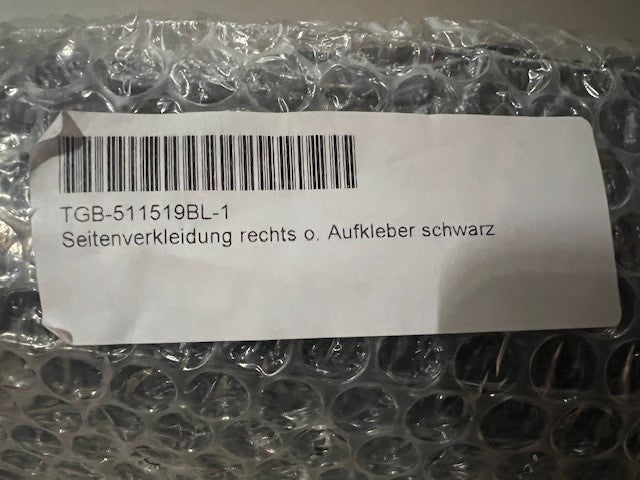 TGB-511519BL-1
Seitenverkleidung rechts o. Aufkleber schwarz